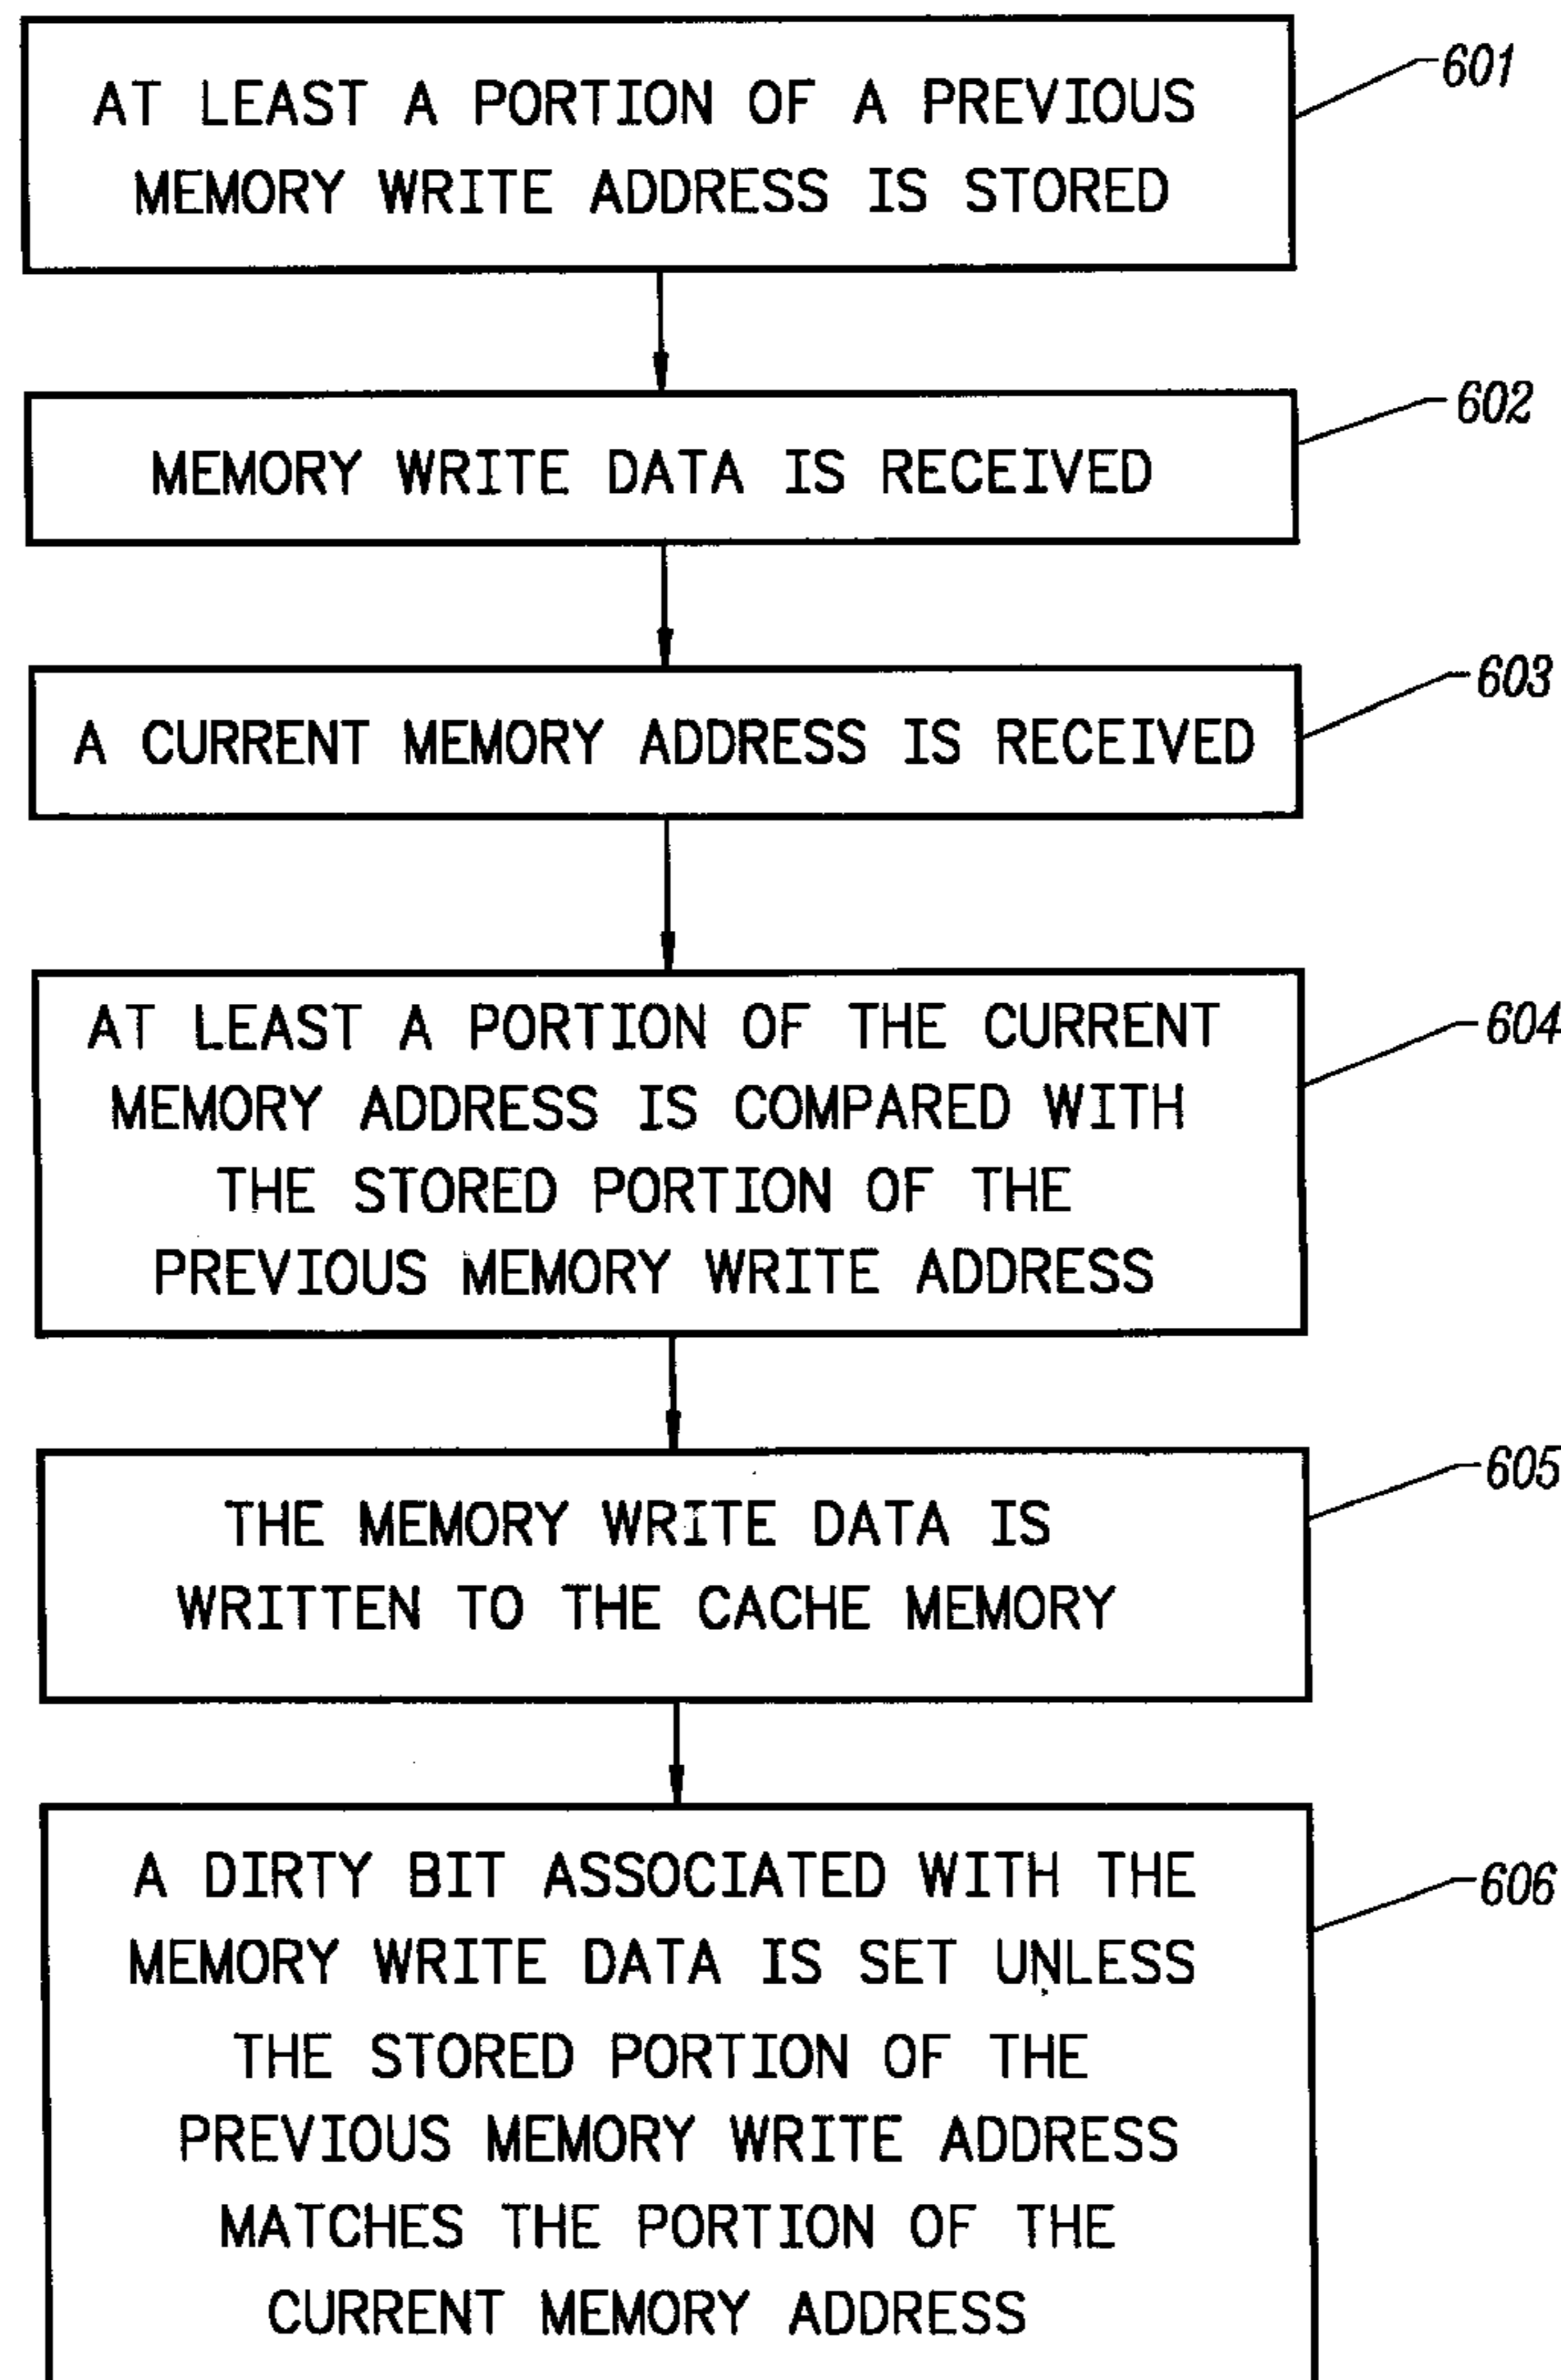 AT LEAST A PORTION OF A PREVIOUS
MEMORY WRITE ADDRESS IS STORED
601
MEMORY WRITE DATA IS RECEIVED
602
A CURRENT MEMORY ADDRESS IS RECEIVED
603
AT LEAST A PORTION OF THE CURRENT
MEMORY ADDRESS IS COMPARED WITH
THE STORED PORTION OF THE
PREVIOUS MEMORY WRITE ADDRESS
604
THE MEMORY WRITE DATA IS
WRITTEN TO THE CACHE MEMORY
605
A DIRTY BIT ASSOCIATED WITH THE
MEMORY WRITE DATA IS SET UNLESS
THE STORED PORTION OF THE
PREVIOUS MEMORY WRITE ADDRESS
MATCHES THE PORTION OF THE
CURRENT MEMORY ADDRESS
606